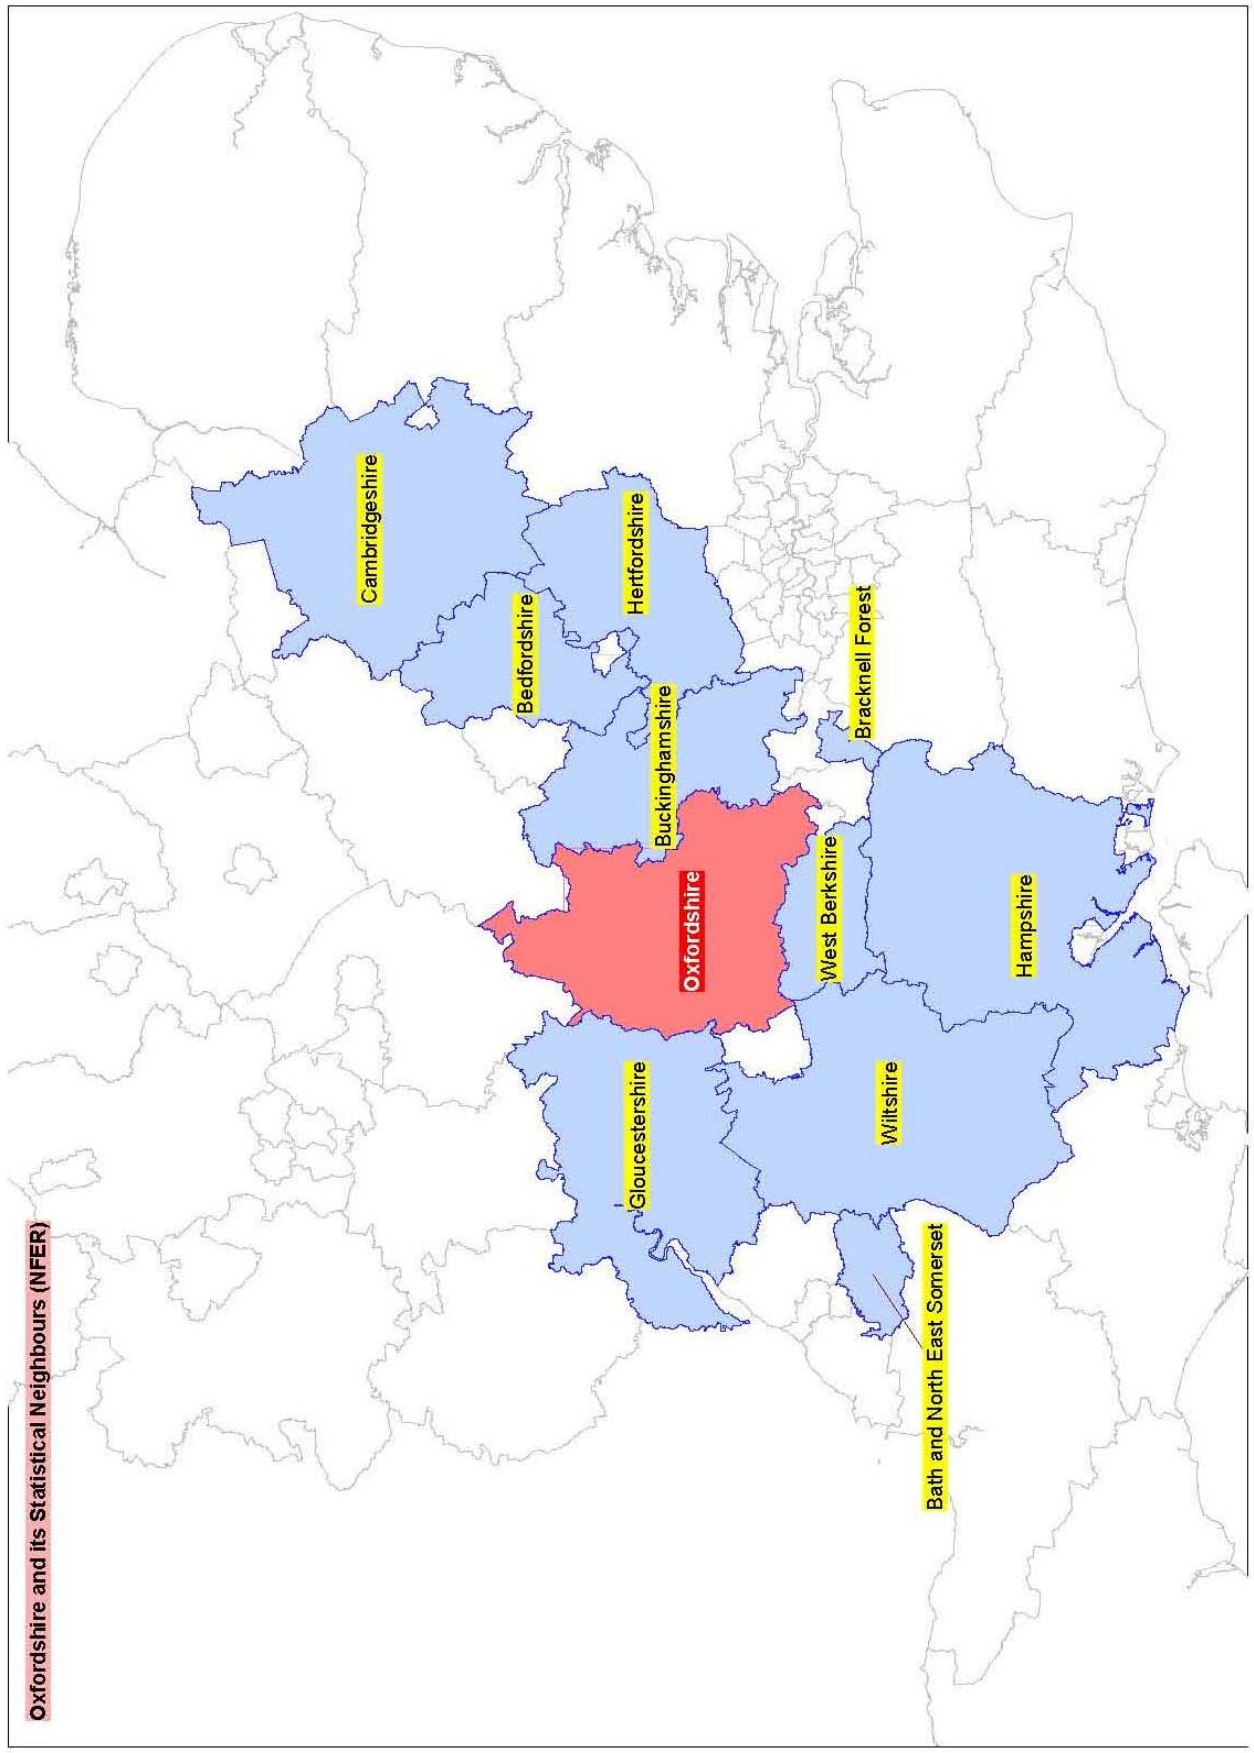 Oxfordshire and its Statistical Neighbours (NFER)
Cambridgeshire
Bedfordshire
Hertfordshire
Buckinghamshire
Gloucestershire
Oxfordshire
West Berkshire
Bracknell Forest
Wiltshire
Bath and North East Somerset
Hampshire